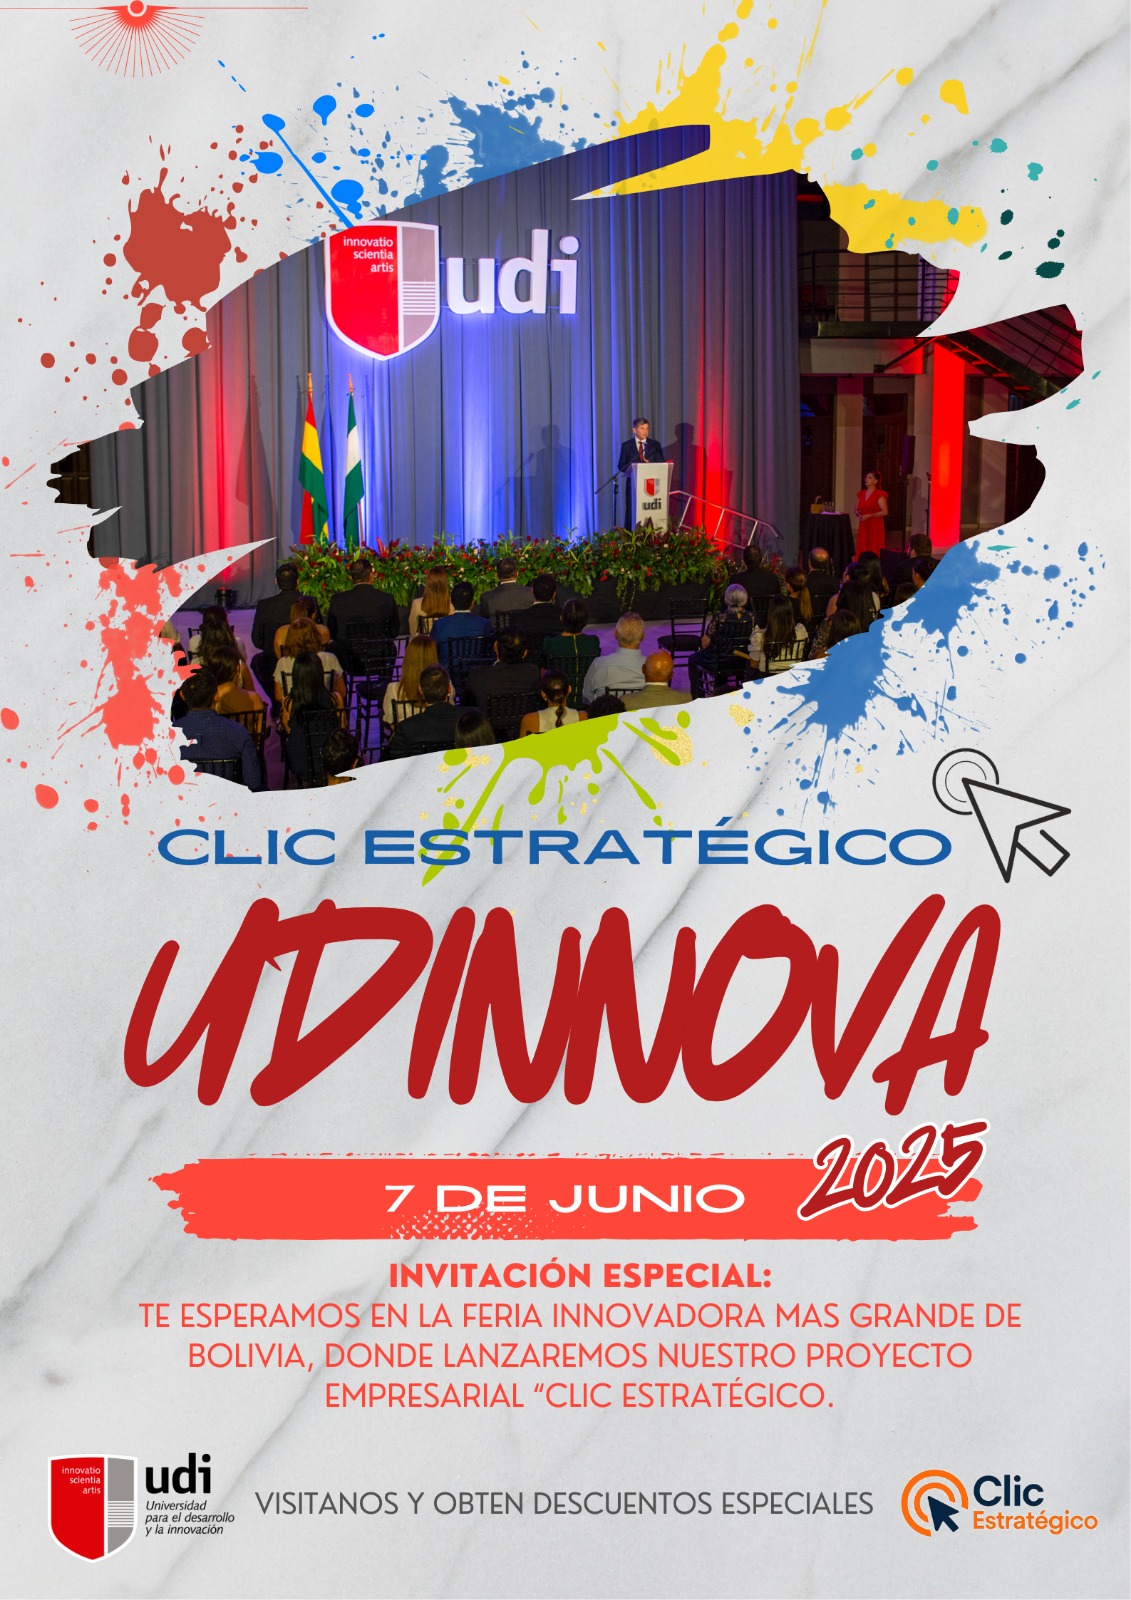 innovatio
scientia
artis
udi
udi
CLIC ESTRATÉGICO
UDINNOVA
2025
7 DE JUNIO
INVITACIÓN ESPECIAL:
TE ESPERAMOS EN LA FERIA INNOVADORA MAS GRANDE DE
BOLIVIA, DONDE LANZAREMOS NUESTRO PROYECTO
EMPRESARIAL “CLIC ESTRATÉGICO.
innovatio
scientia
artis
udi
Universidad
para el desarrollo
y la innovación
VISITANOS Y OBTEN DESCUENTOS ESPECIALES
Clic
Estratégico